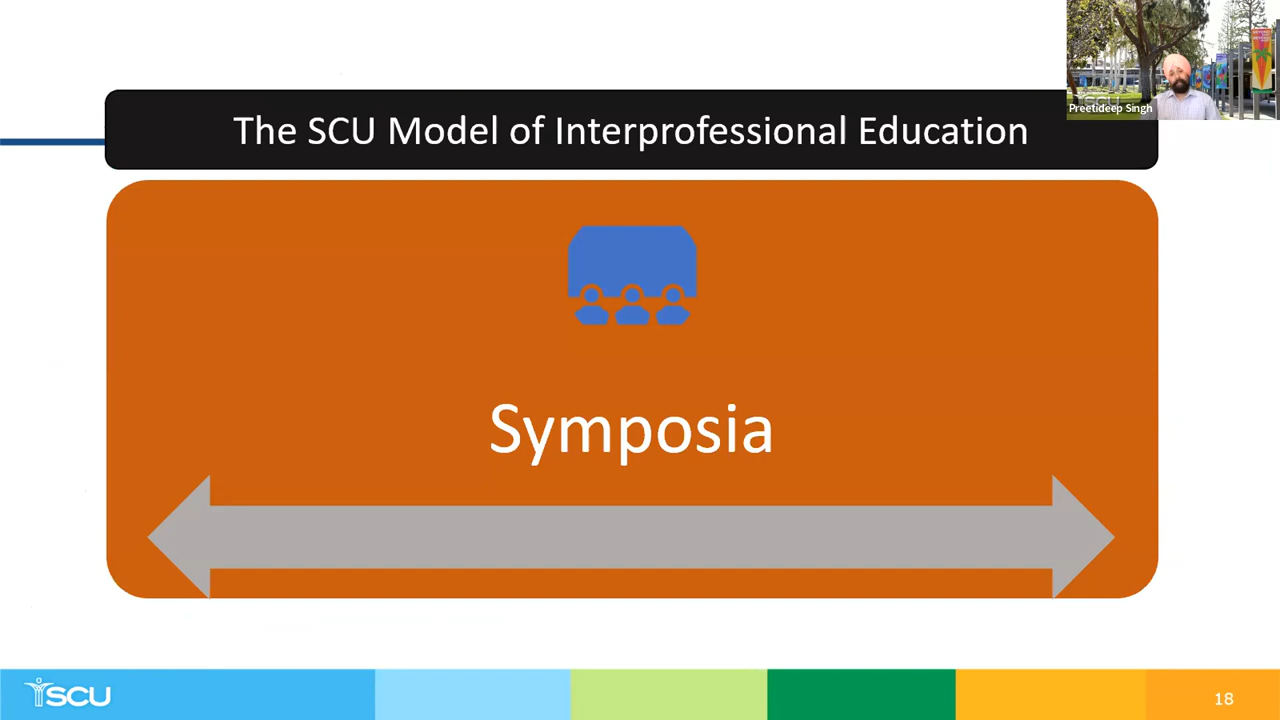 Preetideep Singh
The SCU Model of Interprofessional Education
Symposia
SCU
18